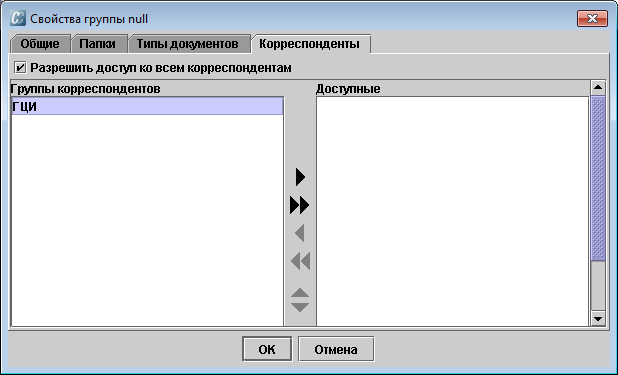 Свойства группы null
Общие Папки Типы документов Корреспонденты
Разрешить доступ ко всем корреспондентам
Группы корреспондентов Доступные
ГЦИ
OK Отмена